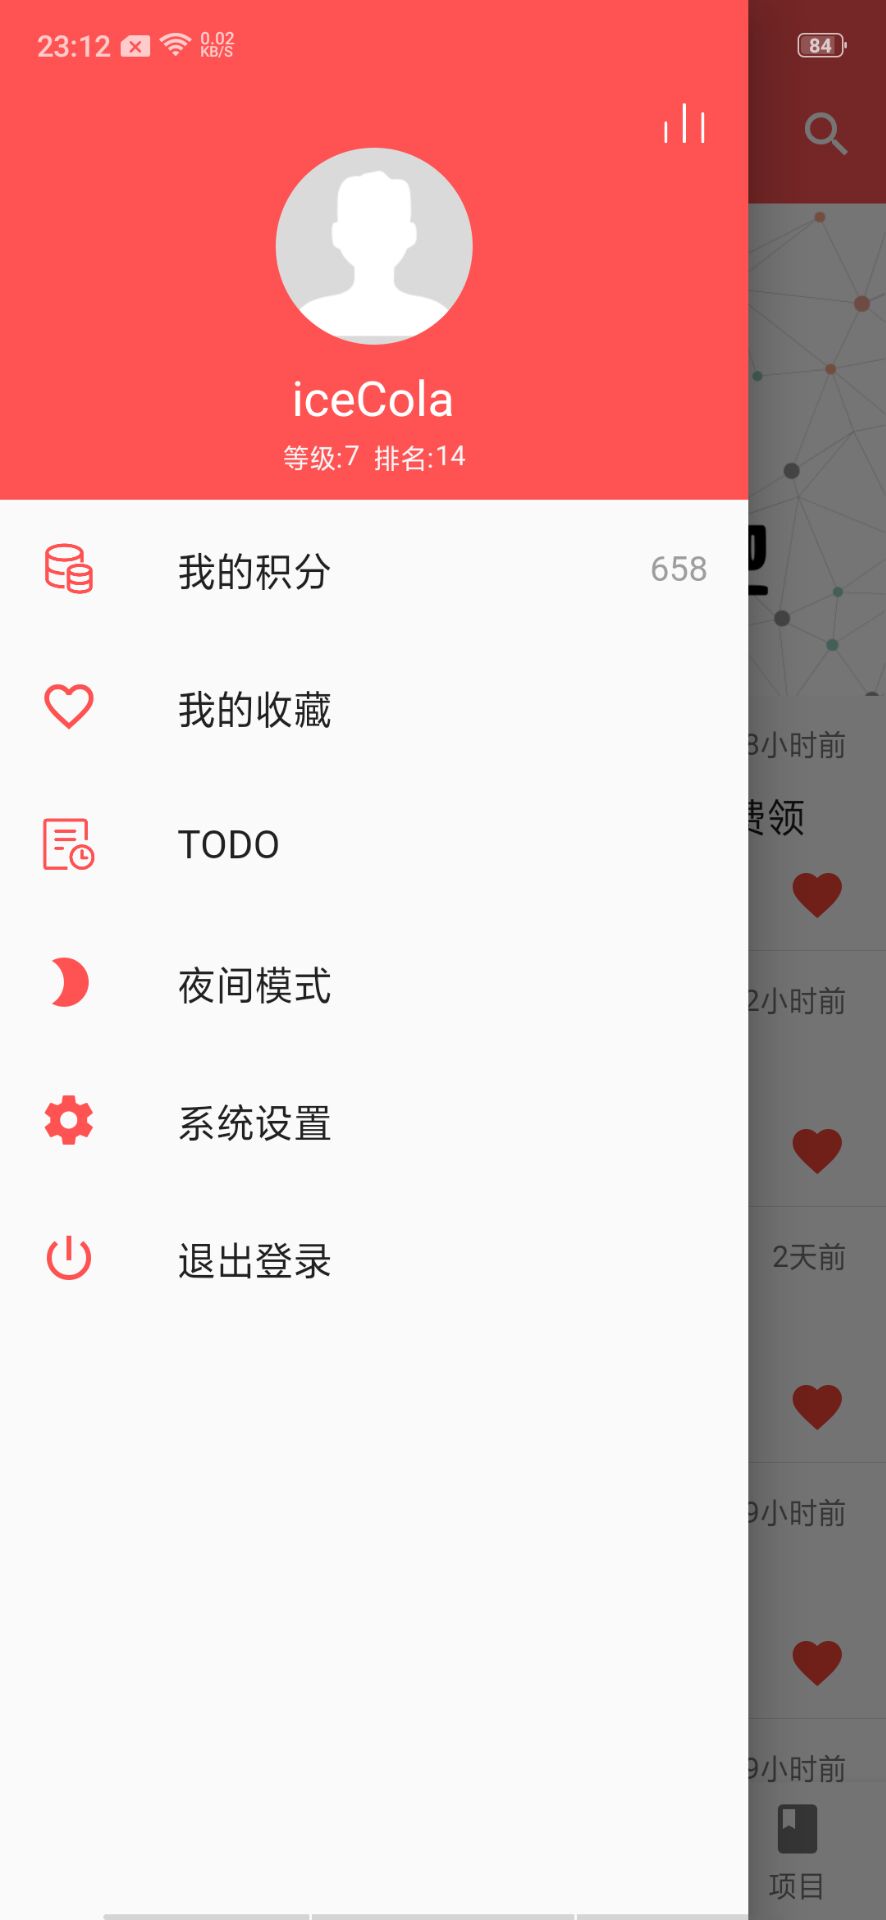 23:12
0.02
KB/S
84
iceCola
等级:7 排名:14
我的积分 658
我的收藏
TODO
夜间模式
系统设置
退出登录
小时前
费领
2小时前
2天前
9小时前
9小时前
项目